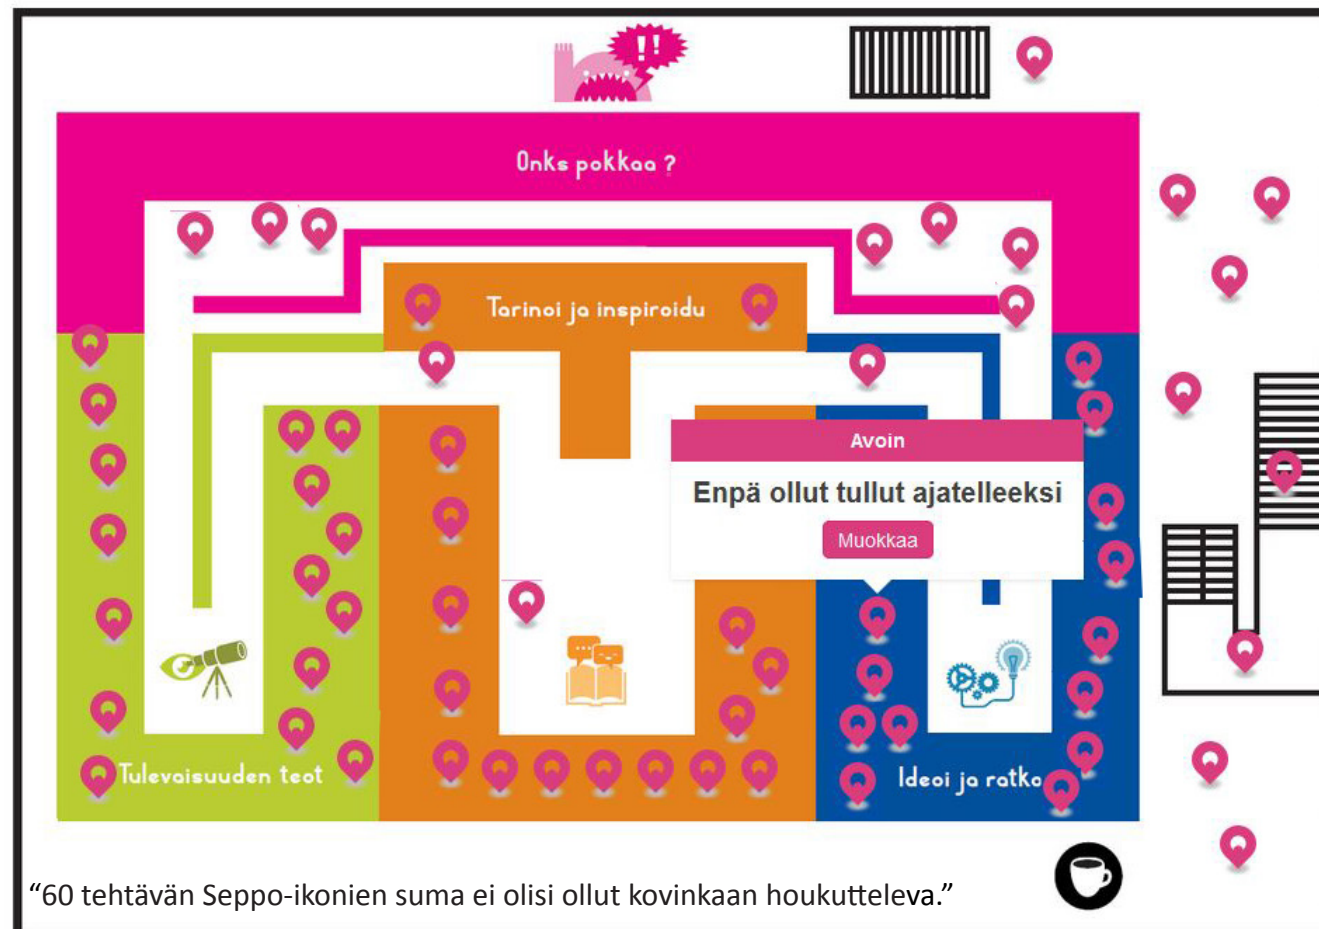 !!
Onks pokkaa ?
Tarinoi ja inspiroidu
Avoin
Enpä ollut tullut ajatelleeksi
Muokkaa
Tulevaisuuden teot
Ideoi ja ratko
“60 tehtävän Seppo-ikonien suma ei olisi ollut kovinkaan houkutteleva.”